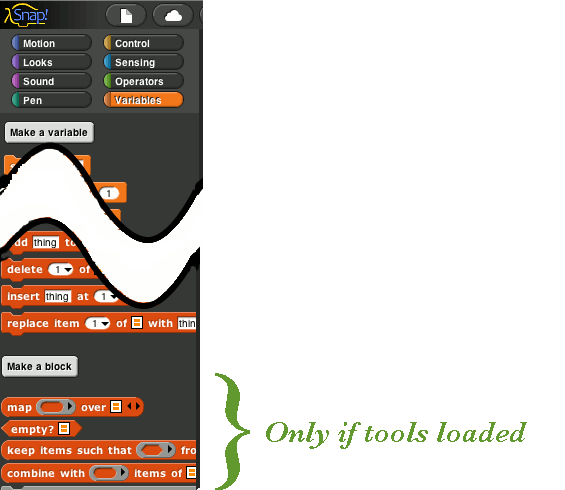 λSnap!
Motion Control
Looks Sensing
Sound Operators
Pen Variables
Make a variable
1
thing to
delete 1 of
insert thing at 1
replace item 1 of with thin
Make a block
map over
empty?
keep items such that fro
combine with items of
Only if tools loaded